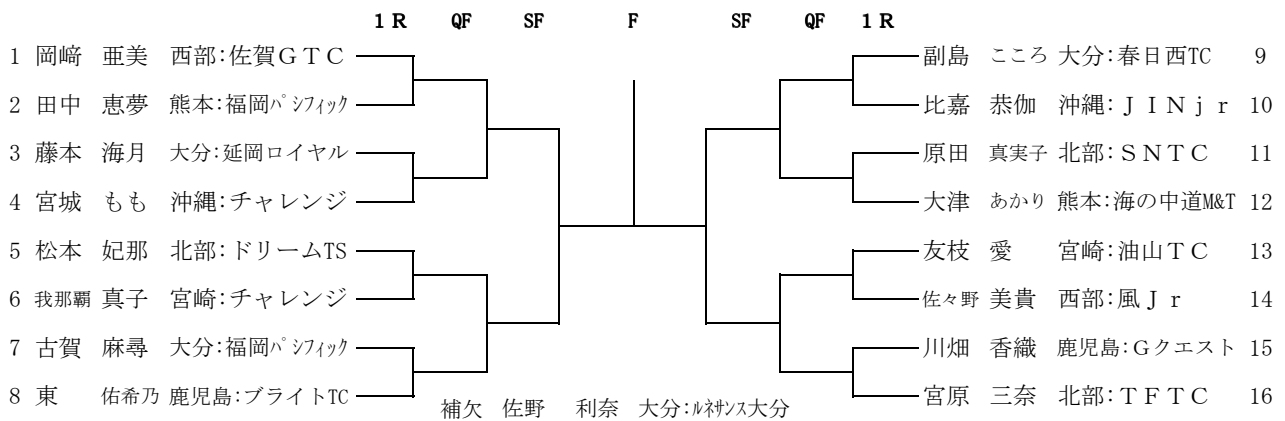 1 R QF SF F SF QF 1 R
1 岡﨑 亜美 西部:佐賀ＧＴＣ
2 田中 恵夢 熊本:福岡ﾊﾟｼﾌｨｯｸ
3 藤本 海月 大分:延岡ロイヤル
4 宮城 もも 沖縄:チャレンジ
5 松本 妃那 北部:ドリームTS
6 我那覇 真子 宮崎:チャレンジ
7 古賀 麻尋 大分:福岡ﾊﾟｼﾌｨｯｸ
8 東 佑希乃 鹿児島:ブライトTC
副島 こころ 大分:春日西TC 9
比嘉 恭伽 沖縄:ＪＩＮｊｒ 10
原田 真実子 北部:ＳＮＴＣ 11
大津 あかり 熊本:海の中道M&T 12
友枝 愛 宮崎:油山ＴＣ 13
佐々野 美貴 西部:風Ｊｒ 14
川畑 香織 鹿児島:Ｇクエスト 15
宮原 三奈 北部:ＴＦＴＣ 16
補欠 佐野 利奈 大分:ﾙﾈｻﾝｽ大分